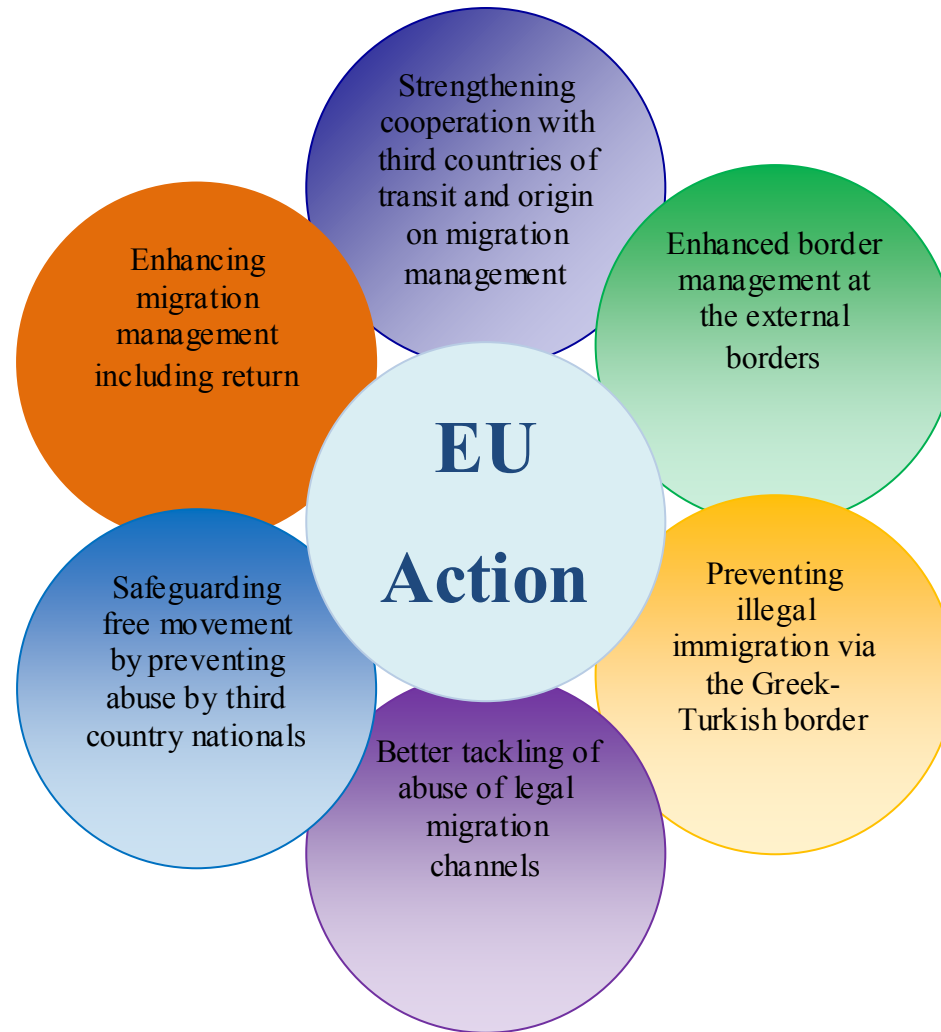 Strengthening
cooperation with
third countries of
transit and origin
on migration
management
Enhanced border
management at
the external
borders
Preventing
illegal
immigration via
the Greek-
Turkish border
Better tackling of
abuse of legal
migration
channels
Safeguarding
free movement
by preventing
abuse by third
country nationals
Enhancing
migration
management
including return
EU
Action